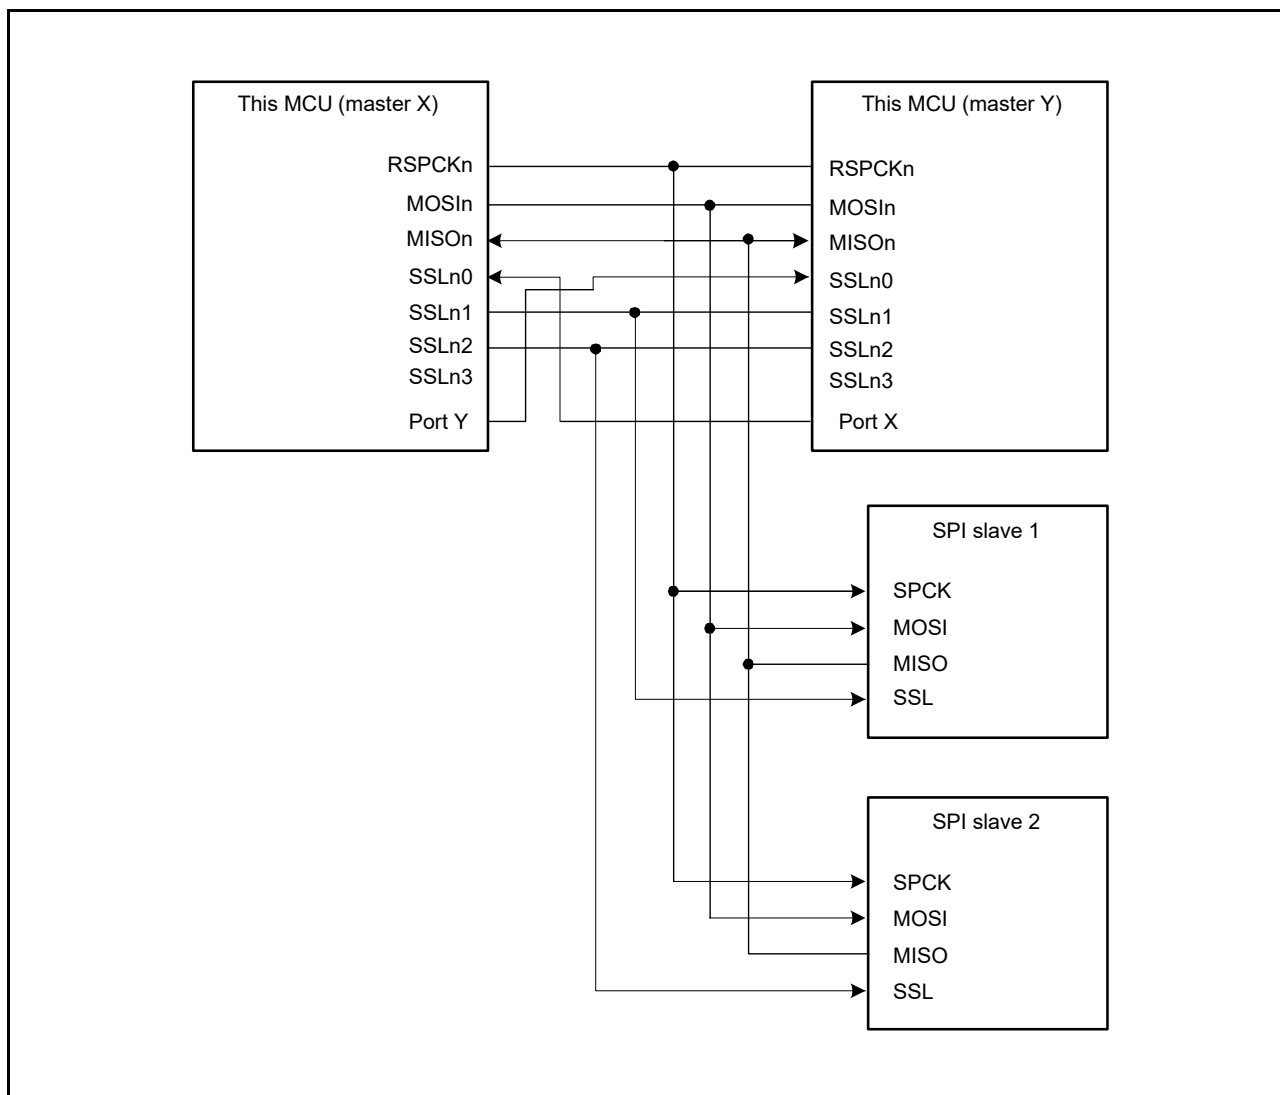 This MCU (master X)
RSPCKn
MOSIn
MISOn
SSLn0
SSLn1
SSLn2
SSLn3
Port Y
This MCU (master Y)
RSPCKn
MOSIn
MISOn
SSLn0
SSLn1
SSLn2
SSLn3
Port X
SPI slave 1
SPCK
MOSI
MISO
SSL
SPI slave 2
SPCK
MOSI
MISO
SSL